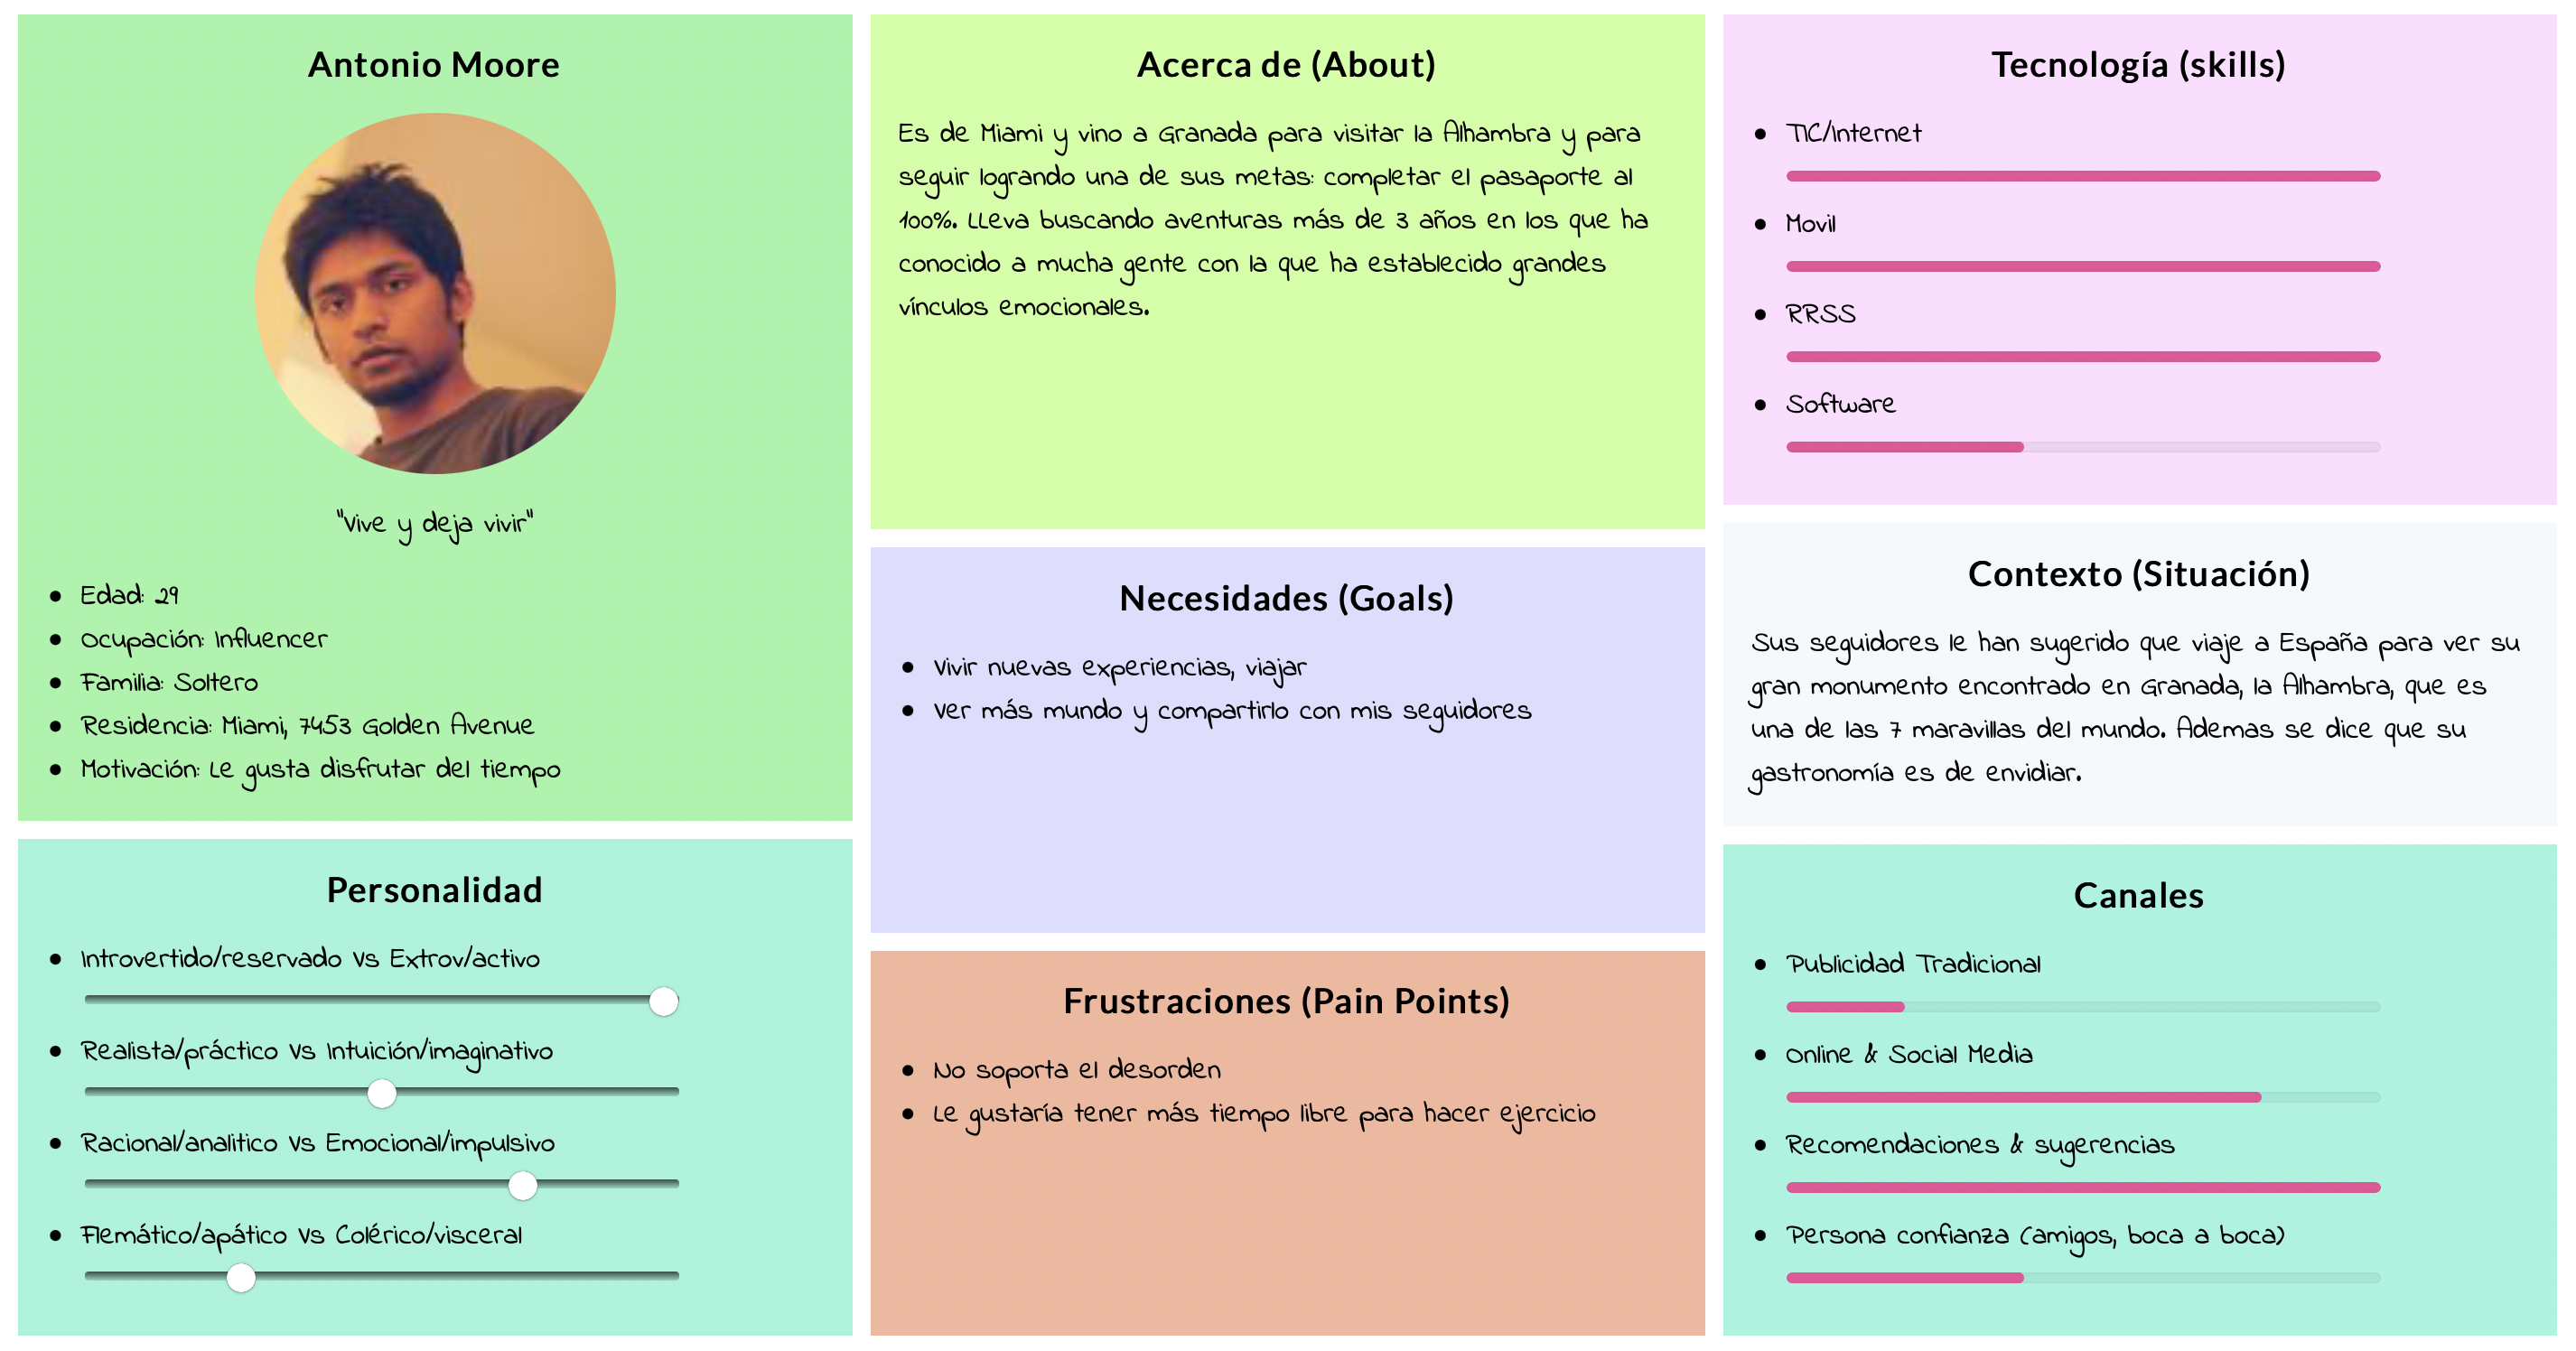 Antonio Moore
"Vive y deja vivir"
Edad: 29
Ocupación: Influencer
Familia: Soltero
Residencia: Miami, 7453 Golden Avenue
Motivación: Le gusta disfrutar del tiempo
Personalidad
Introvertido/reservado Vs Extrov/activo
Realista/práctico Vs Intuición/imaginativo
Racional/analitico Vs Emocional/impulsivo
Flemático/apático Vs Colérico/visceral
Acerca de (About)
Es de Miami y vino a Granada para visitar la Alhambra y para
seguir logrando una de sus metas: completar el pasaporte al
100%. LLeva buscando aventuras más de 3 años en los que ha
conocido a mucha gente con la que ha establecido grandes
vínculos emocionales.
Necesidades (Goals)
Vivir nuevas experiencias, viajar
Ver más mundo y compartirlo con mis seguidores
Frustraciones (Pain Points)
No soporta el desorden
Le gustaría tener más tiempo libre para hacer ejercicio
Tecnología (skills)
TIC/Internet
Movil
RRSS
Software
Contexto (Situación)
Sus seguidores le han sugerido que viaje a España para ver su
gran monumento encontrado en Granada, la Alhambra, que es
una de las 7 maravillas del mundo. Ademas se dice que su
gastronomía es de envidiar.
Canales
Publicidad Tradicional
Online & Social Media
Recomendaciones & sugerencias
Persona confianza (amigos, boca a boca)